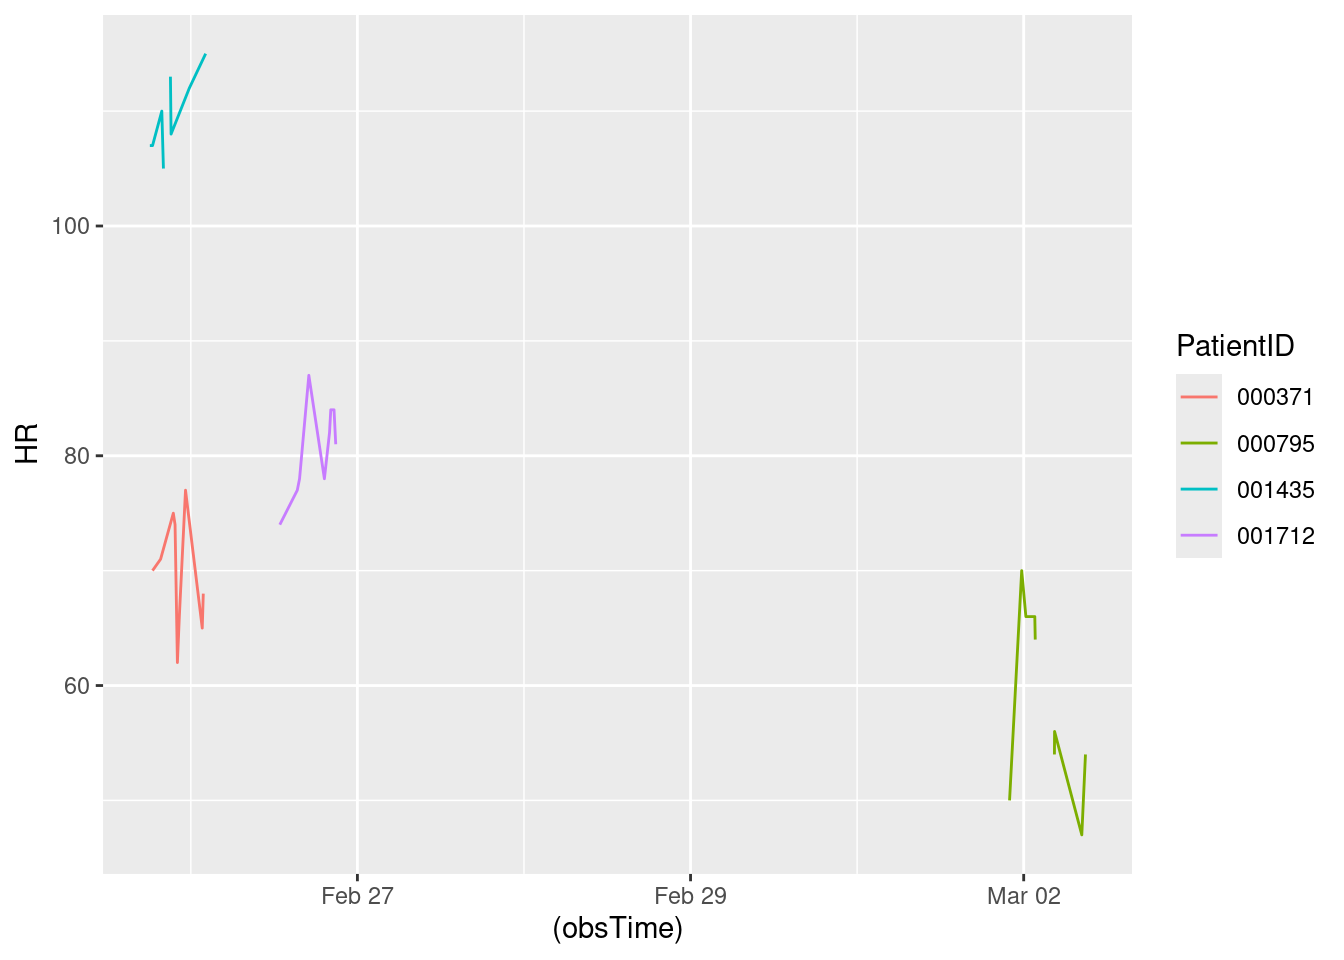 HR
100
80
60
Feb 27
Feb 29
Mar 02
(obsTime)
PatientID
000371
000795
001435
001712